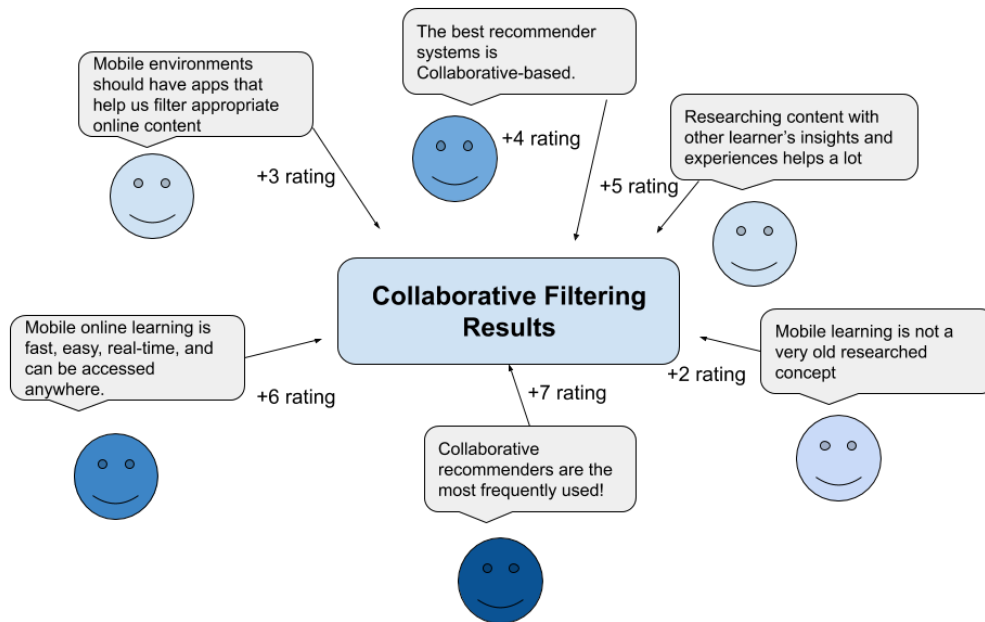 The best recommender
systems is
Collaborative-based.
Mobile environments
should have apps that
help us filter appropriate
online content
+4 rating
Researching content with
other learner's insights and
experiences helps a lot
+3 rating
+5 rating
Collaborative Filtering
Results
Mobile online learning is
fast, easy, real-time, and
can be accessed
anywhere.
Mobile learning is not a
very old researched
concept
+2 rating
+6 rating
+7 rating
Collaborative
recommenders are the
most frequently used!